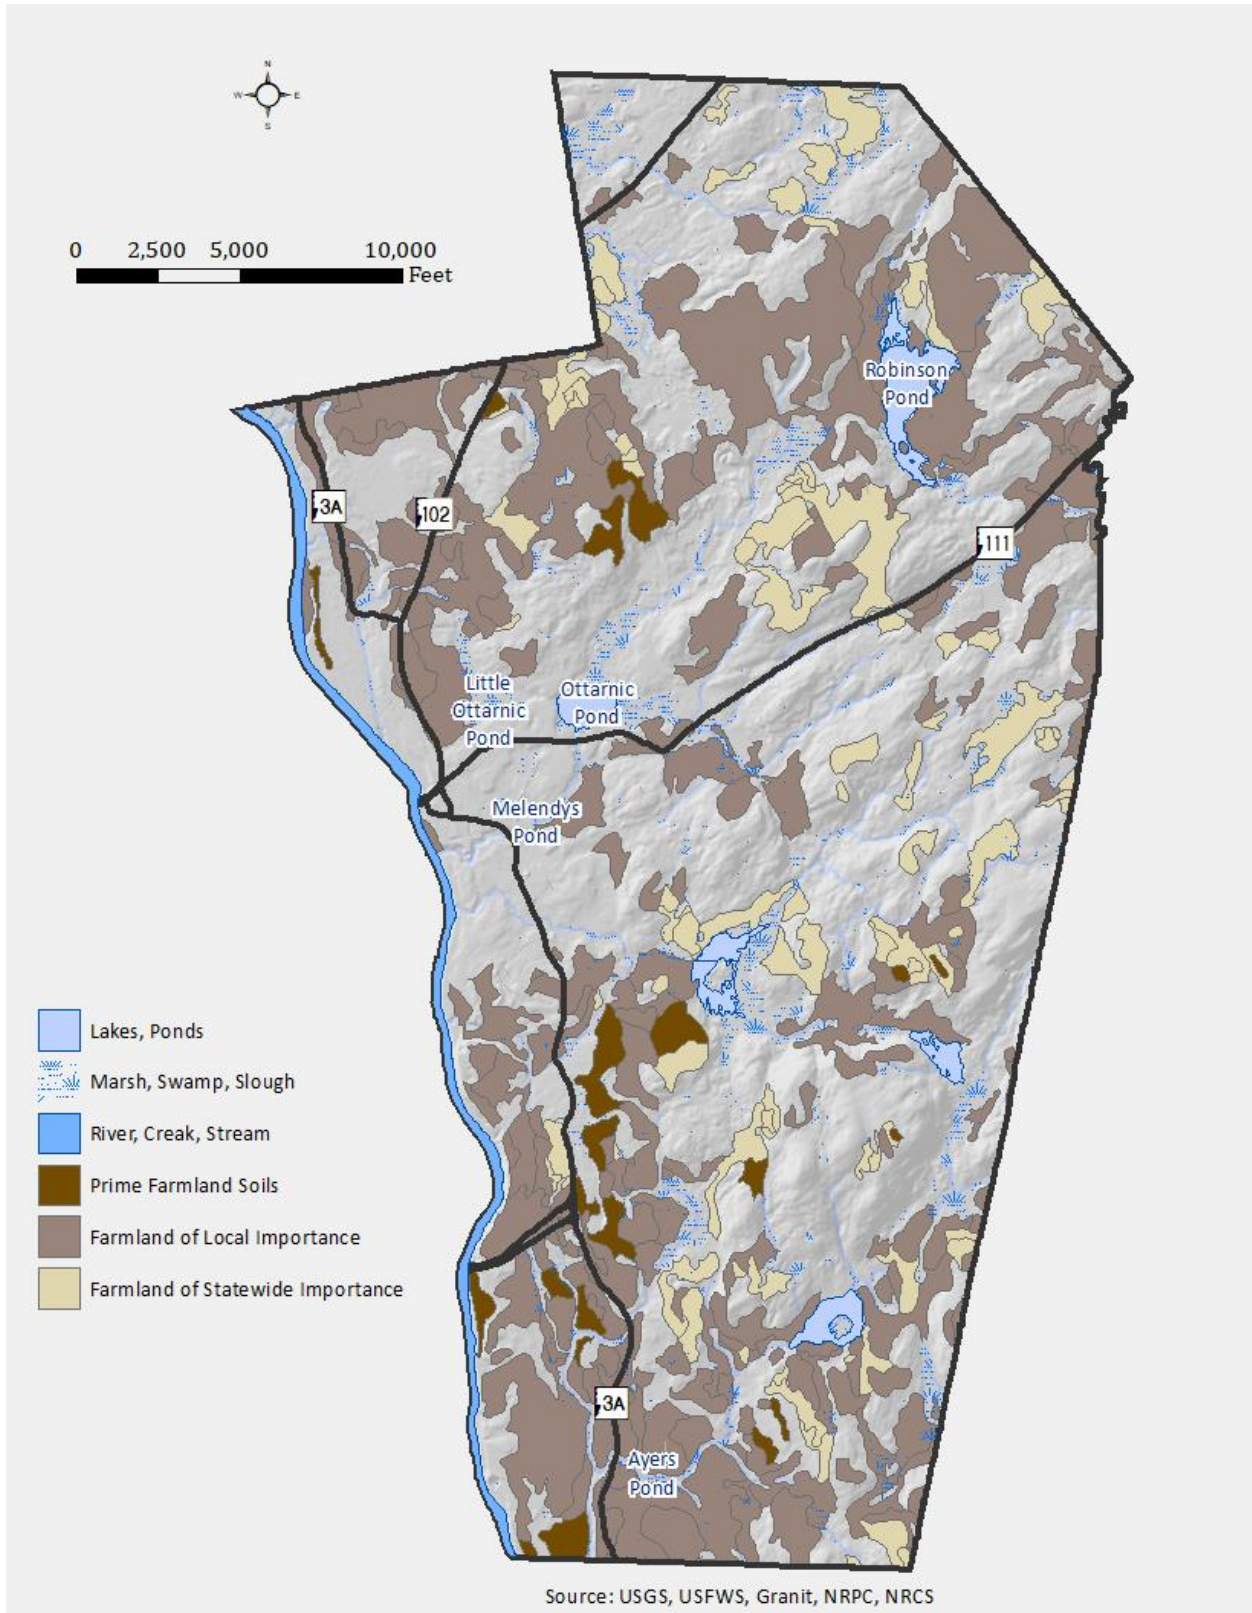 N
W E
S
0 2,500 5,000 10,000
Feet
Robinson
Pond
3A
102
111
Little
Ottarnic
Pond
Ottarnic
Pond
Melendys
Pond
Lakes, Ponds
Marsh, Swamp, Slough
River, Creak, Stream
Prime Farmland Soils
Farmland of Local Importance
Farmland of Statewide Importance
3A
Ayers
Pond
Source: USGS, USFWS, Granit, NRPC, NRCS